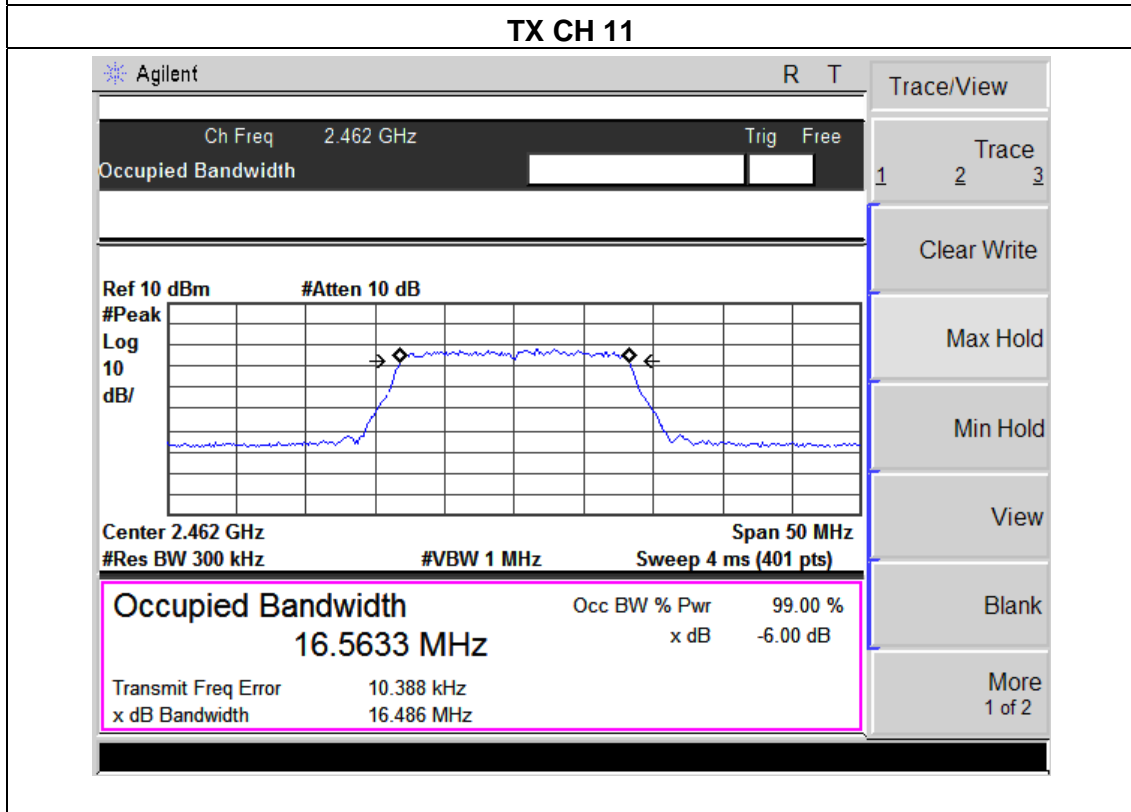 TX CH 11
Agilent R T
Trace/View
Ch Freq 2.462 GHz Trig Free
Occupied Bandwidth
Trace
1 2 3
Clear Write
Ref 10 dBm #Atten 10 dB
#Peak
Log
10
dB/
Max Hold
Min Hold
View
Center 2.462 GHz Span 50 MHz
#Res BW 300 kHz #VBW 1 MHz Sweep 4 ms (401 pts)
Occupied Bandwidth Occ BW % Pwr 99.00 %
16.5633 MHz x dB -6.00 dB
Blank
Transmit Freq Error 10.388 kHz
x dB Bandwidth 16.486 MHz
More
1 of 2